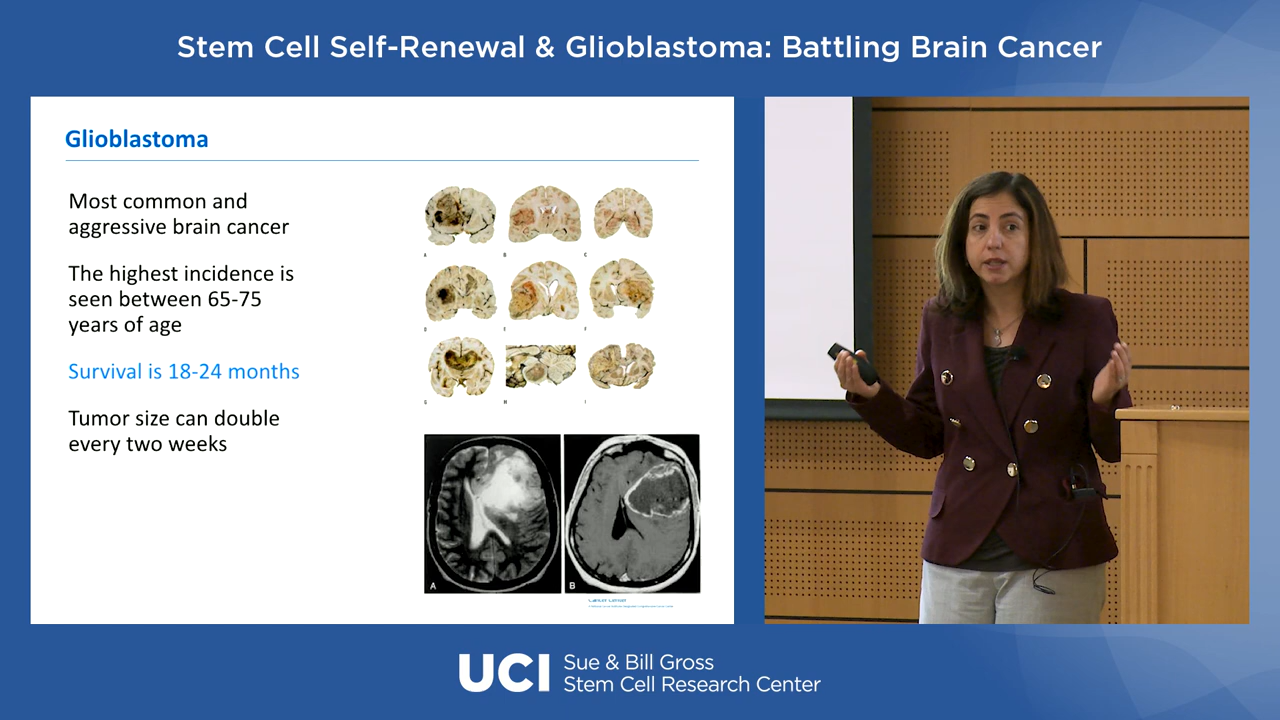 Stem Cell Self-Renewal & Glioblastoma: Battling Brain Cancer
Glioblastoma
Most common and
aggressive brain cancer
The highest incidence is
seen between 65-75
years of age
Survival is 18-24 months
Tumor size can double
every two weeks
A
B
C
D
E
F
G
H
I
A
B
UCI
Sue & Bill Gross
Stem Cell Research Center